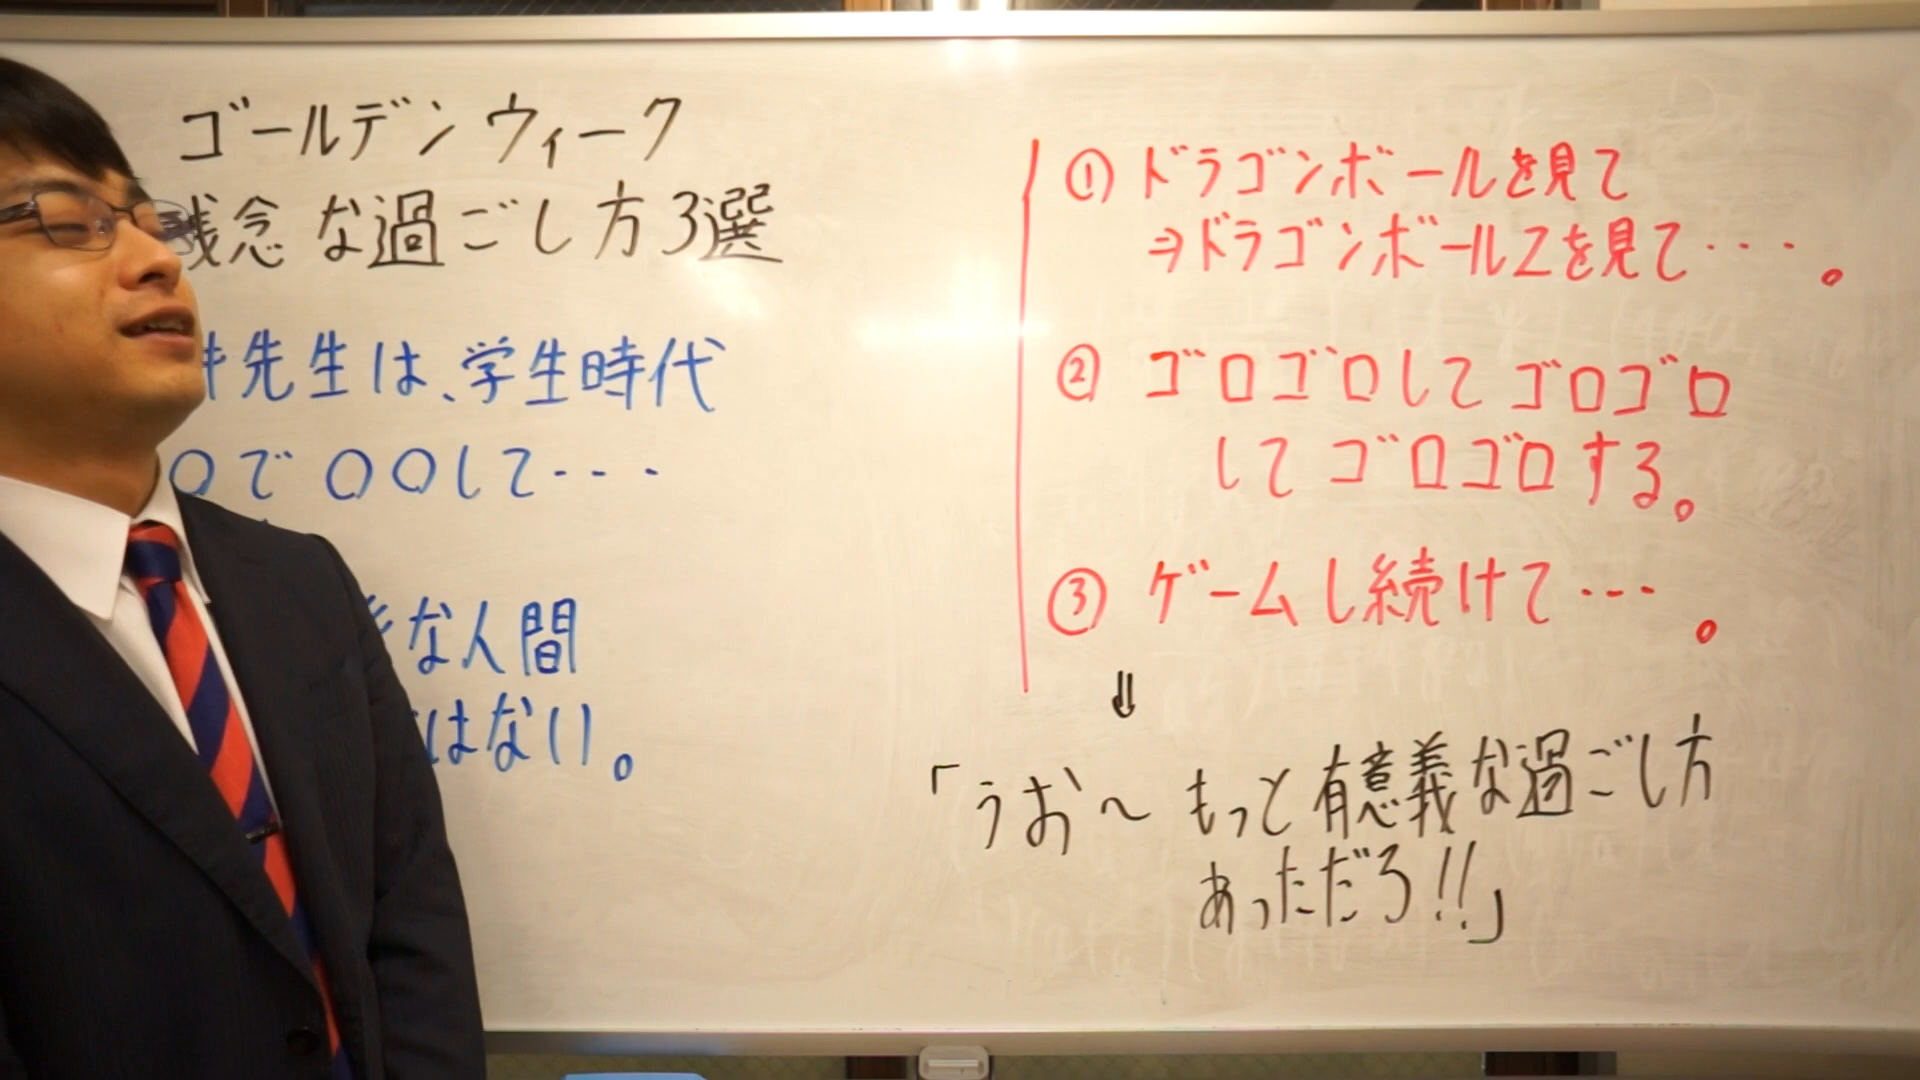 ゴールデンウィーク
残念な過ごし方3選
先生は、学生時代
〇で〇〇して・・・
な人間
はない。
① ドラゴンボールを見て
⇒ドラゴンボールZを見て・・・・。
② ゴロゴロしてゴロゴロ
してゴロゴロする。
③ ゲームし続けて・・・。
⇓
「うお〜もっと有意義な過ごし方
あっただろ!!」